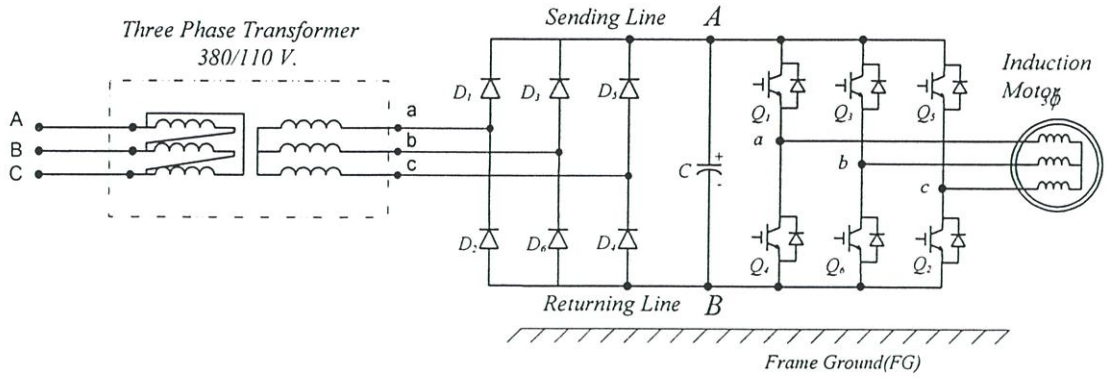 Three Phase Transformer
380/110 V.
Sending Line
A
Induction
Motor
3φ
A
B
C
a
b
c
D₁
D₃
D₅
D₂
D₆
D₄
C
+
-
Q₁
Q₃
Q₅
a
b
c
Q₄
Q₆
Q₂
Returning Line
B
Frame Ground(FG)